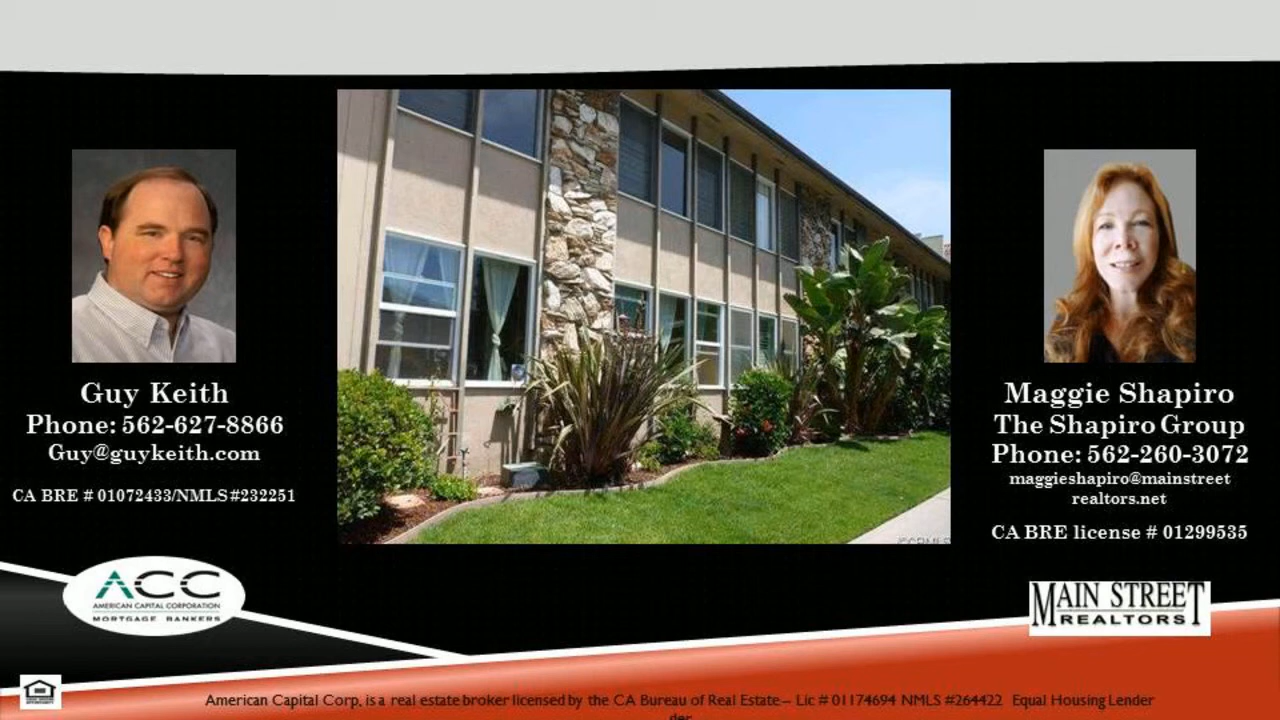 Guy Keith
Phone: 562-627-8866
Guy@guykeith.com
CA BRE # 01072433/NMLS#232251
ACC
AMERICAN CAPITAL CORPORATION
MORTGAGE BANKERS
Maggie Shapiro
The Shapiro Group
Phone: 562-260-3072
maggieshapiro@mainstreet
realtors.net
CA BRE license # 01299535
MAIN STREET
REALTORS
American Capital Corp, is a real estate broker licensed by the CA Bureau of Real Estate – Lic # 01174694 NMLS #264422 Equal Housing Lender
der